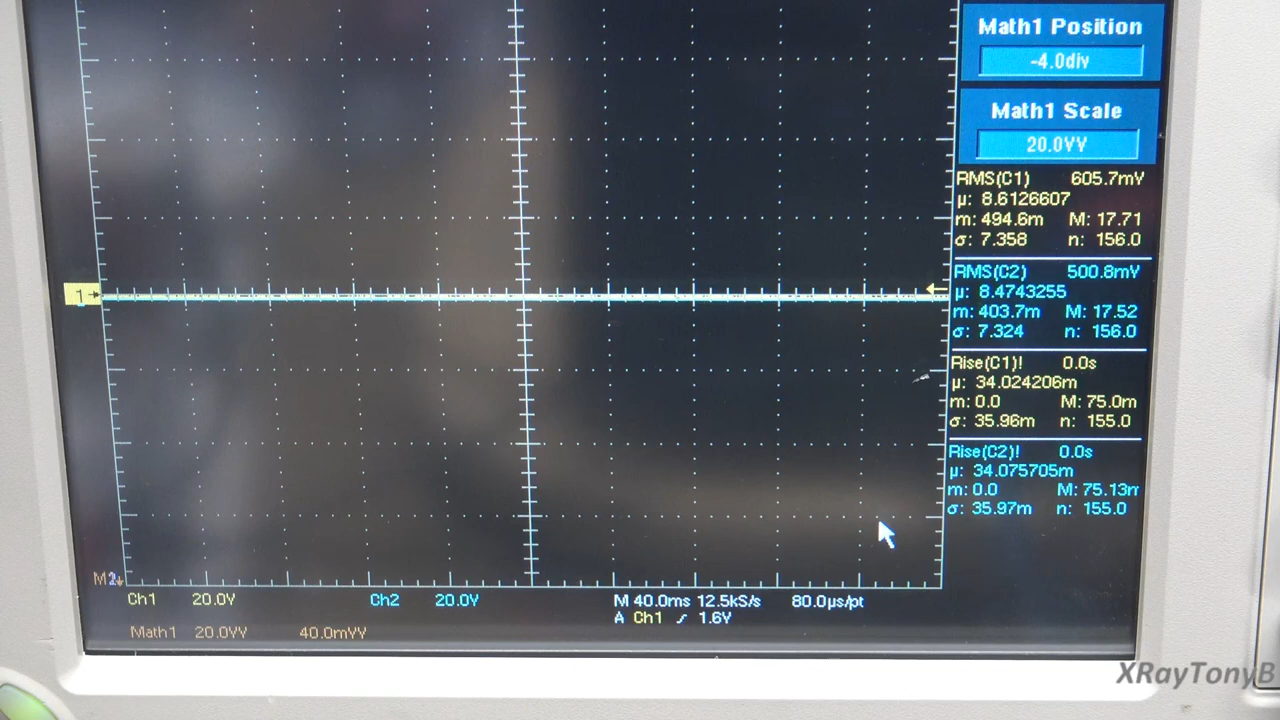 Math1 Position
-4.0div
Math1 Scale
20.0VV
RMS(C1) 605.7mV
μ: 8.6126607
m: 494.6m M: 17.71
σ: 7.358 n: 156.0
RMS(C2) 500.8mV
μ: 8.4743255
m: 403.7m M: 17.52
σ: 7.324 n: 156.0
1
Rise(C1)! 0.0s
μ: 34.024206m
m: 0.0 M: 75.0m
σ: 35.96m n: 155.0
Rise(C2)! 0.0s
μ: 34.075705m
m: 0.0 M: 75.13m
σ: 35.97m n: 155.0
Ch1 20.0V Ch2 20.0V M 40.0ms 12.5kS/s 80.0μs/pt
A Ch1 1.6V
Math1 20.0VV 40.0mVV
XRayTonyB